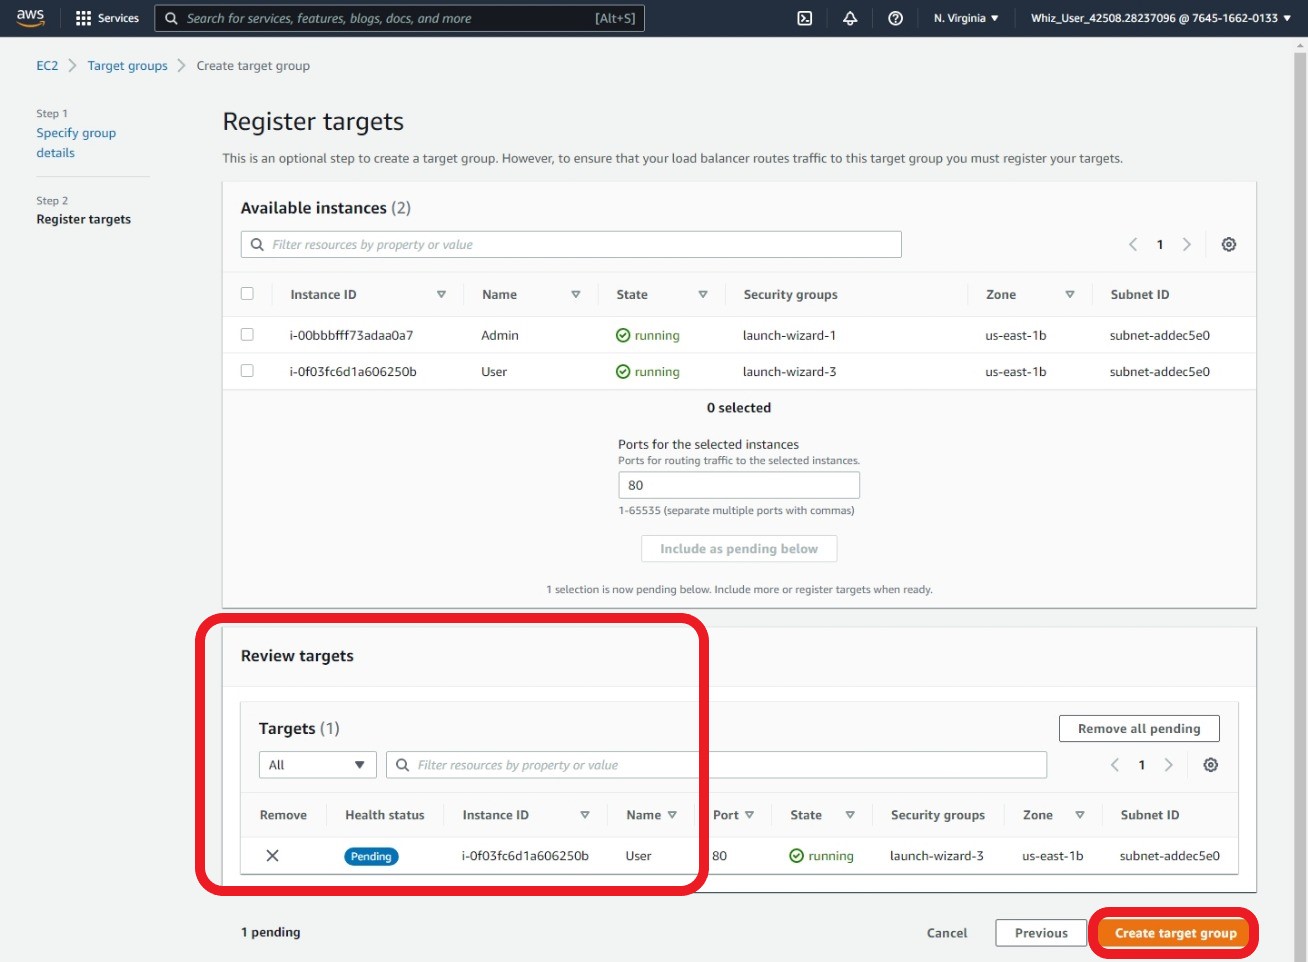 aws Services Search for services, features, blogs, docs, and more [Alt+S] N. Virginia Whiz_User_42508.28237096 @ 7645-1662-0133
EC2 Target groups Create target group
Step 1
Specify group
details
Step 2
Register targets
Register targets
This is an optional step to create a target group. However, to ensure that your load balancer routes traffic to this target group you must register your targets.
Available instances (2)
Filter resources by property or value 1
Instance ID Name State Security groups Zone Subnet ID
i-00bbbfff73adaa0a7 Admin running launch-wizard-1 us-east-1b subnet-addec5e0
i-0f03fc6d1a606250b User running launch-wizard-3 us-east-1b subnet-addec5e0
0 selected
Ports for the selected instances
Ports for routing traffic to the selected instances.
80
1-65535 (separate multiple ports with commas)
Include as pending below
1 selection is now pending below. Include more or register targets when ready.
Review targets
Targets (1) Remove all pending
All Filter resources by property or value 1
Remove Health status Instance ID Name Port State Security groups Zone Subnet ID
Pending i-0f03fc6d1a606250b User 80 running launch-wizard-3 us-east-1b subnet-addec5e0
1 pending Cancel Previous Create target group